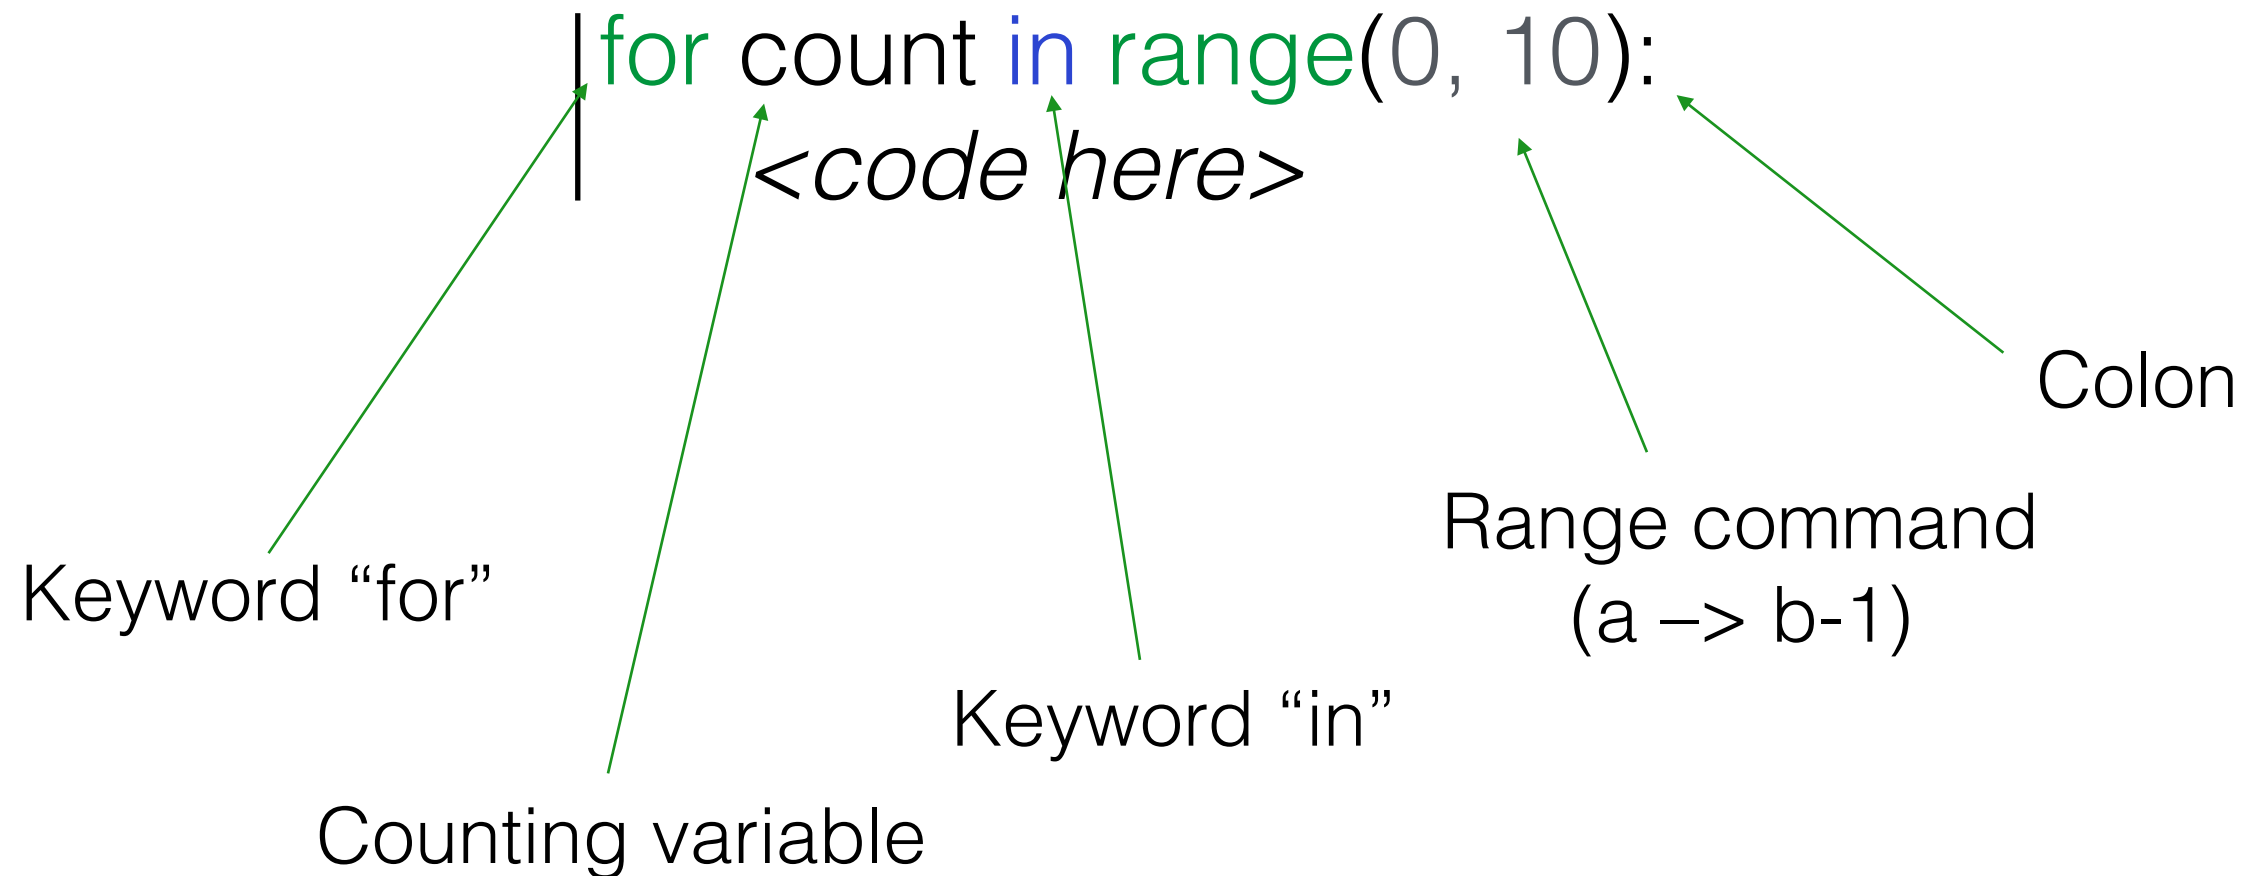 for count in range(0, 10):
<code here>
Colon
Range command
(a –> b-1)
Keyword “for”
Keyword “in”
Counting variable